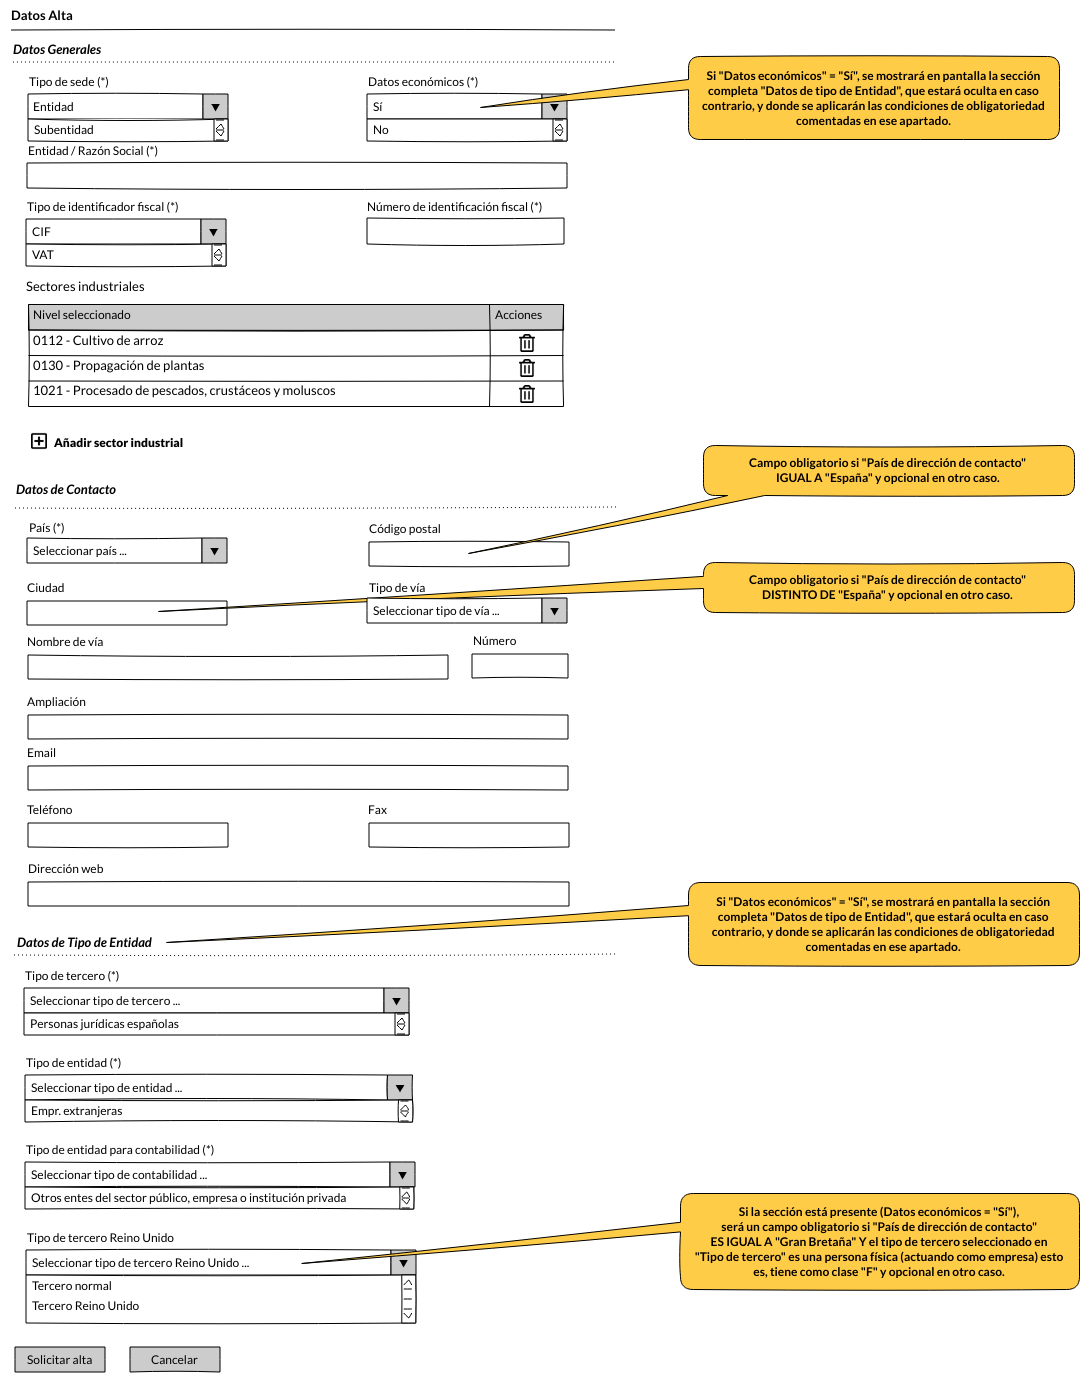 Datos Alta
Datos Generales
Tipo de sede (*)
Datos económicos (*)
Entidad
Sí
Subentidad
No
Si "Datos económicos" = "Sí", se mostrará en pantalla la sección
completa "Datos de tipo de Entidad", que estará oculta en caso
contrario, y donde se aplicarán las condiciones de obligatoriedad
comentadas en ese apartado.
Entidad / Razón Social (*)
Tipo de identificador fiscal (*)
Número de identificación fiscal (*)
CIF
VAT
Sectores industriales
Nivel seleccionado
Acciones
0112 - Cultivo de arroz
0130 - Propagación de plantas
1021 - Procesado de pescados, crustáceos y moluscos
Añadir sector industrial
Campo obligatorio si "País de dirección de contacto"
IGUAL A "España" y opcional en otro caso.
Datos de Contacto
País (*)
Código postal
Seleccionar país ...
Campo obligatorio si "País de dirección de contacto"
DISTINTO DE "España" y opcional en otro caso.
Ciudad
Tipo de vía
Seleccionar tipo de vía ...
Nombre de vía
Número
Ampliación
Email
Teléfono
Fax
Dirección web
Si "Datos económicos" = "Sí", se mostrará en pantalla la sección
completa "Datos de tipo de Entidad", que estará oculta en caso
contrario, y donde se aplicarán las condiciones de obligatoriedad
comentadas en ese apartado.
Datos de Tipo de Entidad
Tipo de tercero (*)
Seleccionar tipo de tercero ...
Personas jurídicas españolas
Tipo de entidad (*)
Seleccionar tipo de entidad ...
Empr. extranjeras
Tipo de entidad para contabilidad (*)
Seleccionar tipo de contabilidad ...
Otros entes del sector público, empresa o institución privada
Si la sección está presente (Datos económicos = "Sí"),
será un campo obligatorio si "País de dirección de contacto"
ES IGUAL A "Gran Bretaña" Y el tipo de tercero seleccionado en
"Tipo de tercero" es una persona física (actuando como empresa) esto
es, tiene como clase "F" y opcional en otro caso.
Tipo de tercero Reino Unido
Seleccionar tipo de tercero Reino Unido ...
Tercero normal
Tercero Reino Unido
Solicitar alta
Cancelar